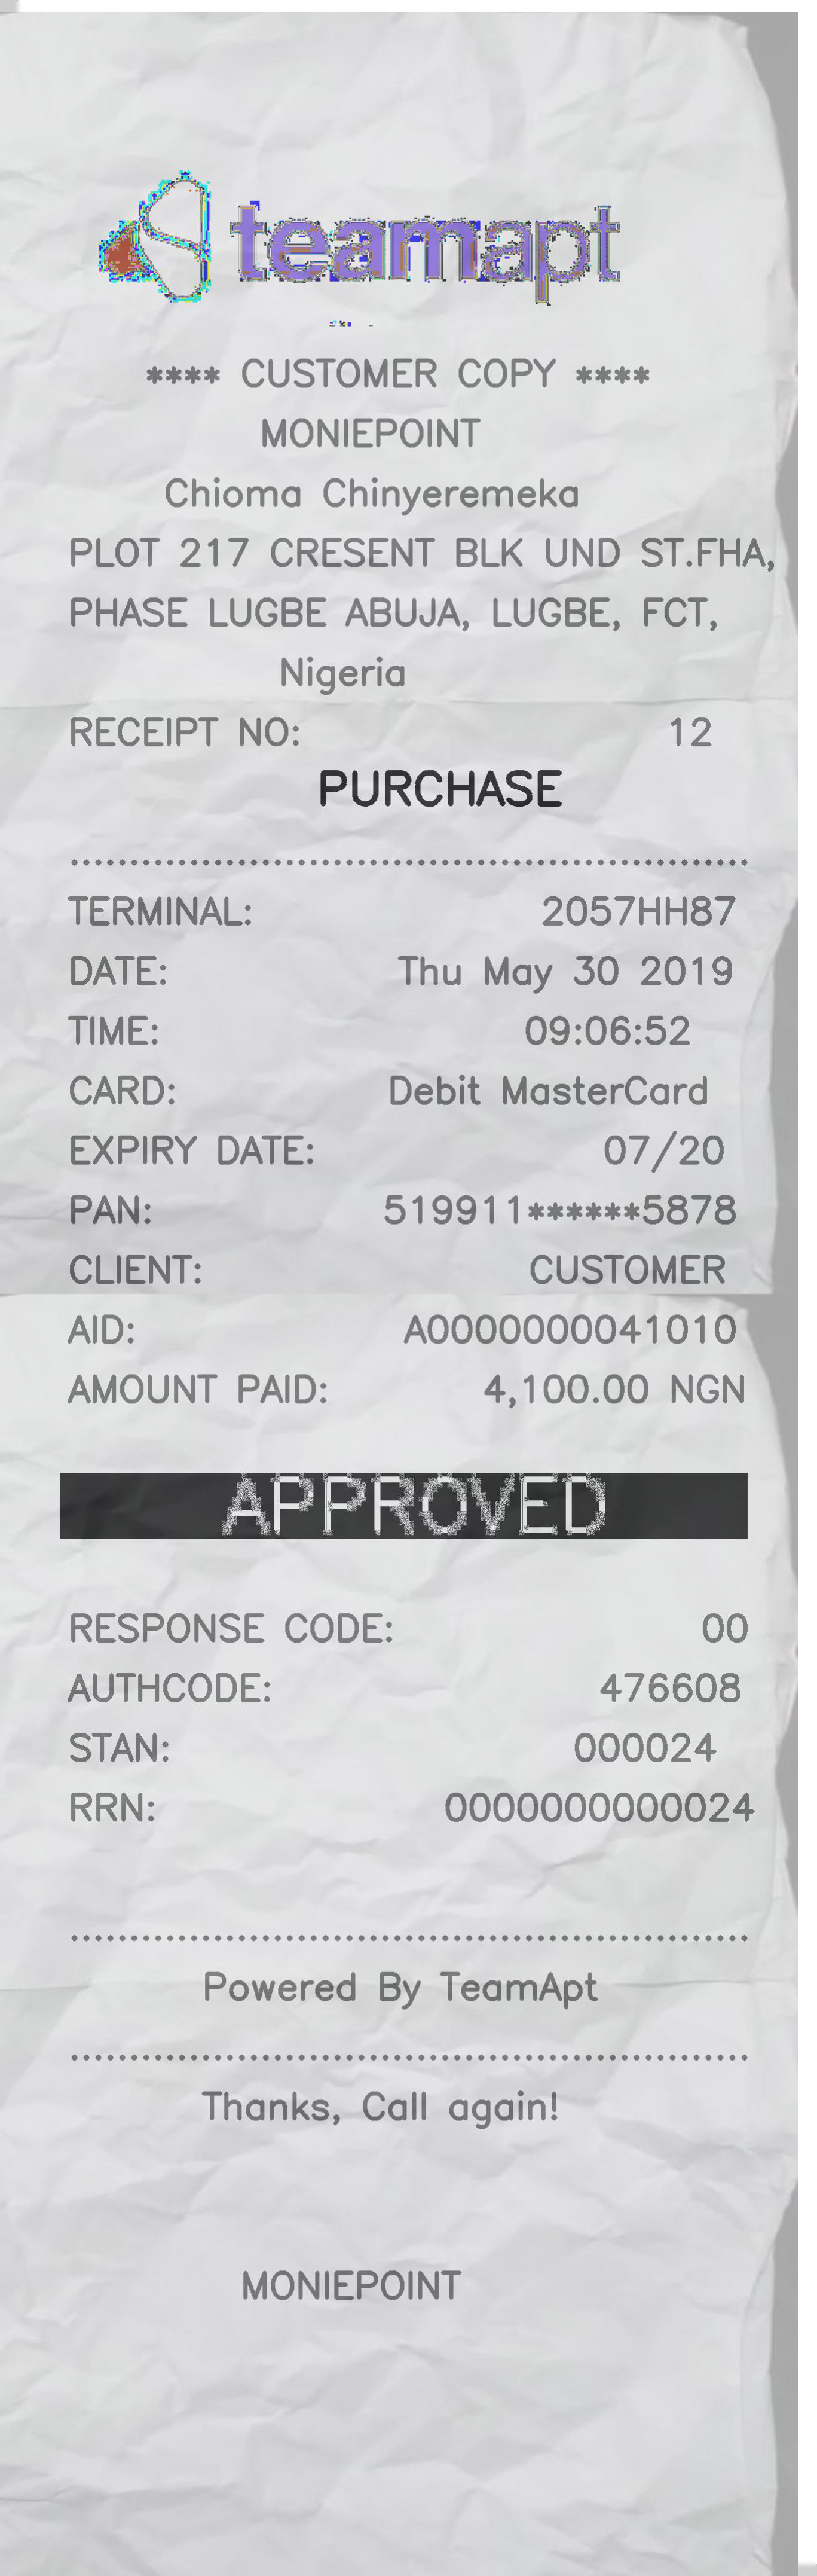 teamapt
**** CUSTOMER COPY ****
MONIEPOINT
Chioma Chinyeremeka
PLOT 217 CRESENT BLK UND ST.FHA,
PHASE LUGBE ABUJA, LUGBE, FCT,
Nigeria
RECEIPT NO: 12
PURCHASE
TERMINAL: 2057HH87
DATE: Thu May 30 2019
TIME: 09:06:52
CARD: Debit MasterCard
EXPIRY DATE: 07/20
PAN: 519911******5878
CLIENT: CUSTOMER
AID: A0000000041010
AMOUNT PAID: 4,100.00 NGN
APPROVED
RESPONSE CODE: 00
AUTHCODE: 476608
STAN: 000024
RRN: 0000000000024
Powered By TeamApt
Thanks, Call again!
MONIEPOINT